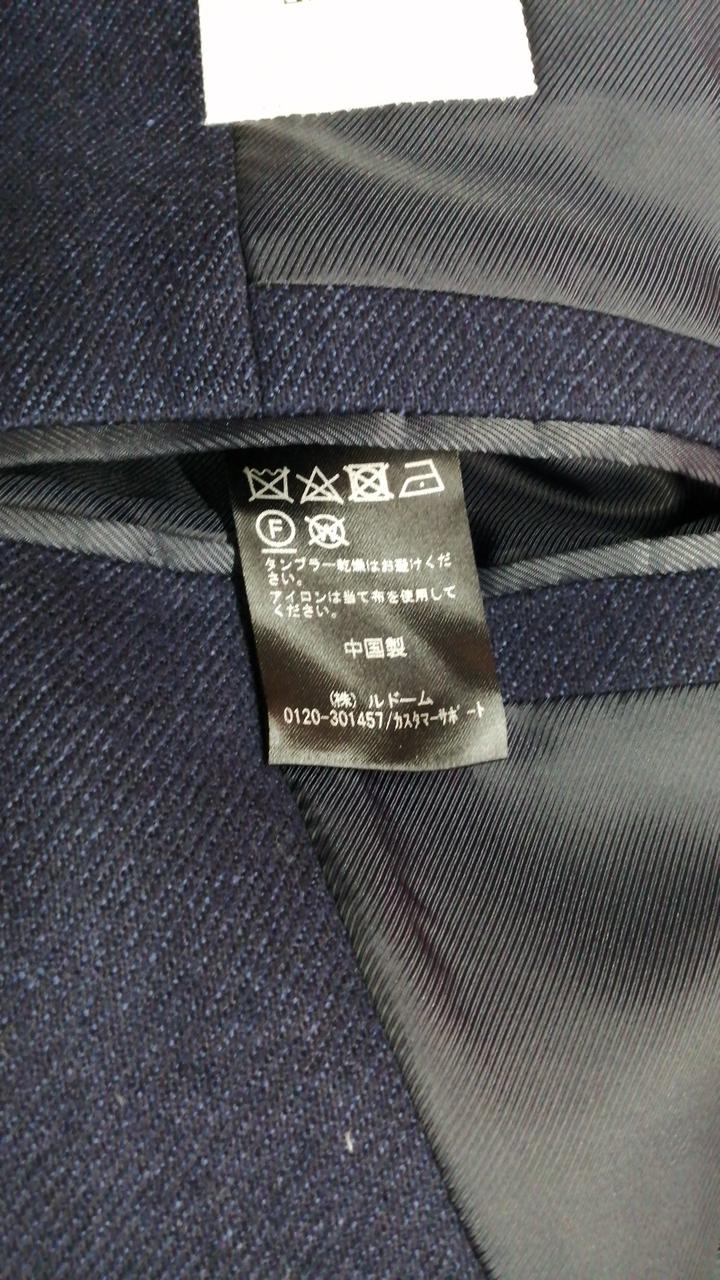 F W
タンブラー乾燥はお避けくだ
さい。
アイロンは当て布を使用して
ください。
中国製
(株)ルドーム
0120-301457/カスタマーサポート